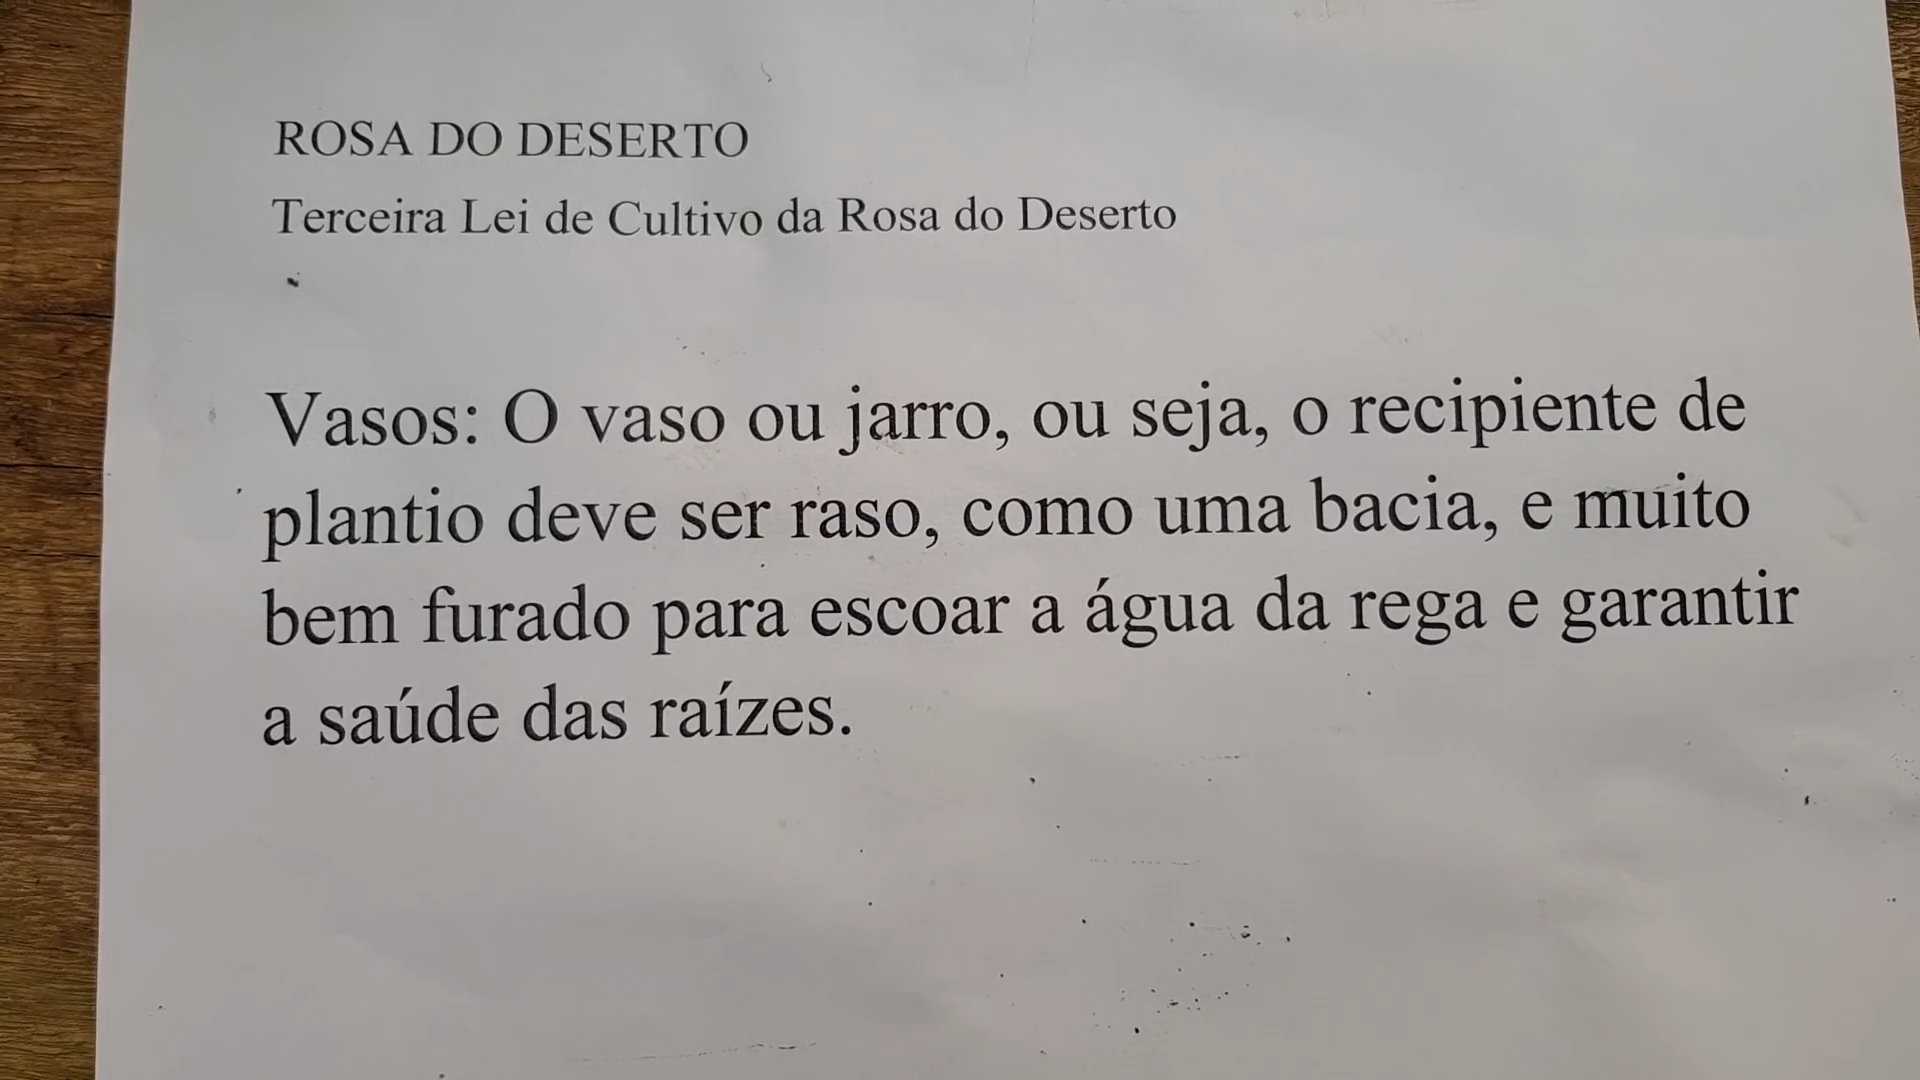 ROSA DO DESERTO
Terceira Lei de Cultivo da Rosa do Deserto
Vasos: O vaso ou jarro, ou seja, o recipiente de
plantio deve ser raso, como uma bacia, e muito
bem furado para escoar a água da rega e garantir
a saúde das raízes.